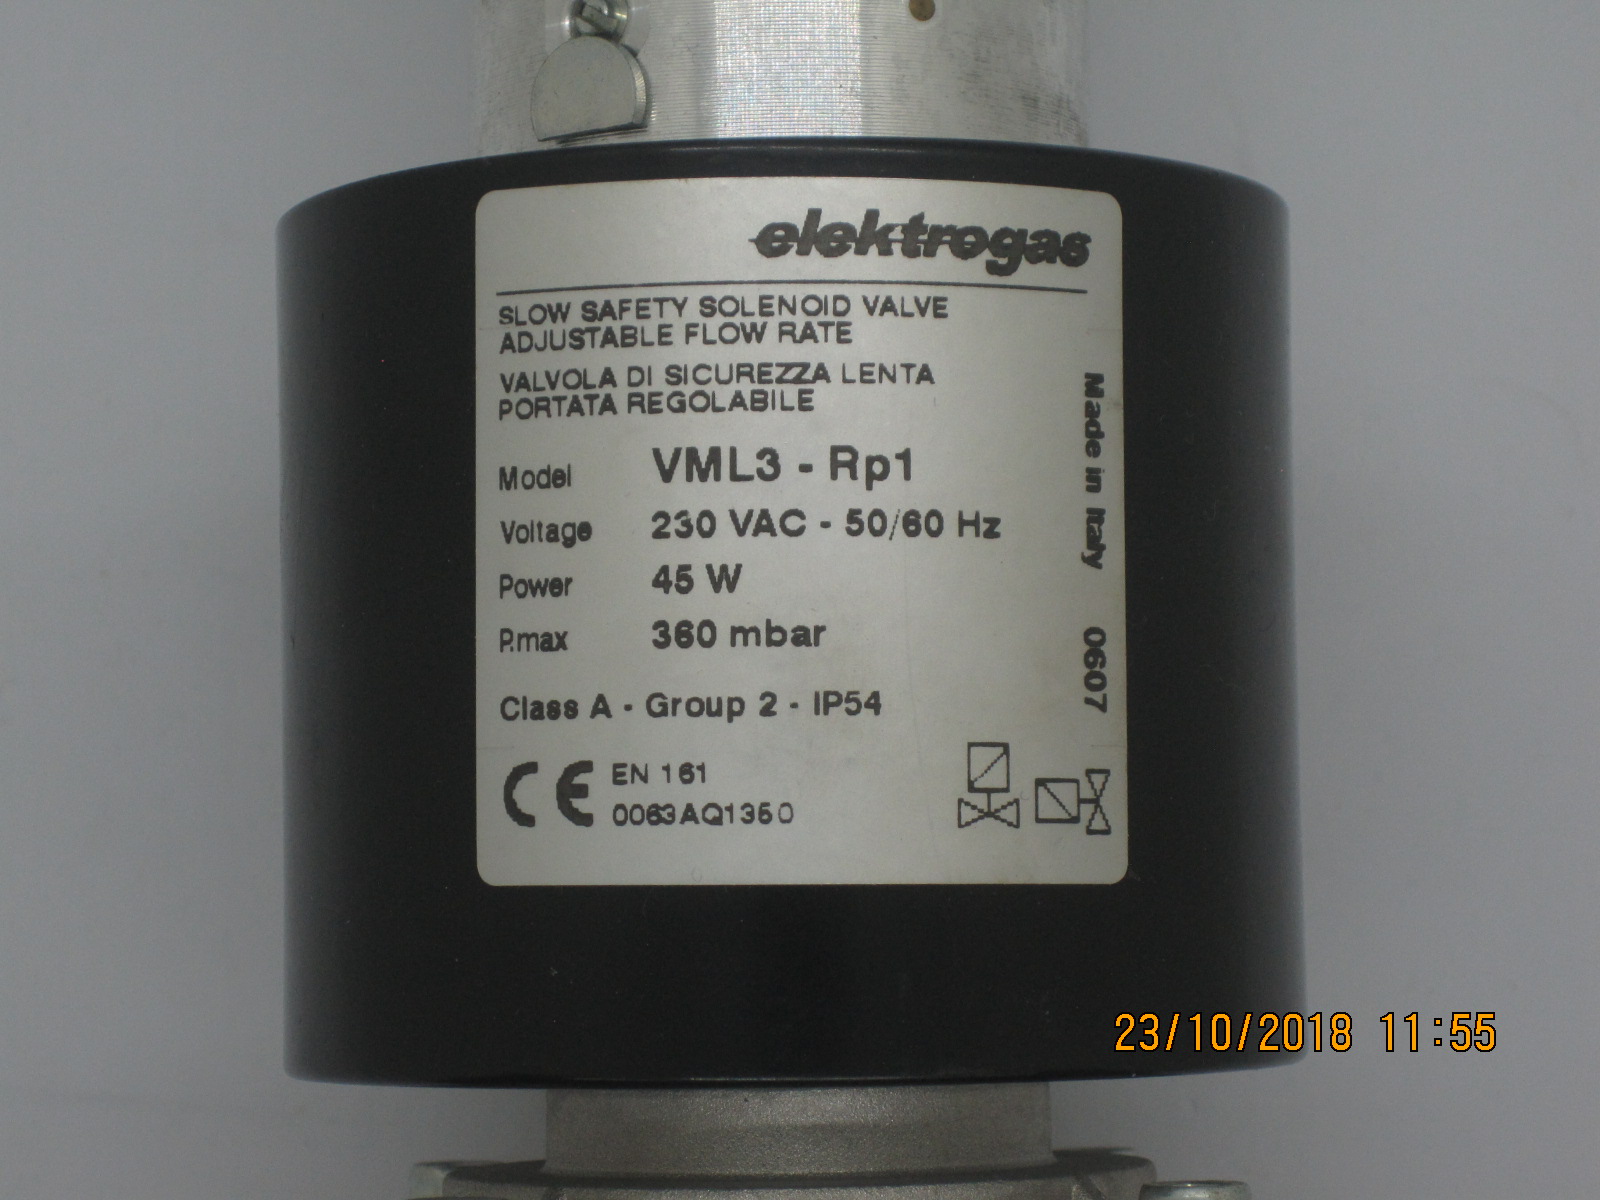 elektrogas
SLOW SAFETY SOLENOID VALVE
ADJUSTABLE FLOW RATE
VALVOLA DI SICUREZZA LENTA
PORTATA REGOLABILE
Model VML3 - Rp1
Voltage 230 VAC - 50/60 Hz
Power 45 W
P.max 360 mbar
Class A - Group 2 - IP54
CE EN 161
0063AQ1350
Made in Italy 0607
23/10/2018 11:55